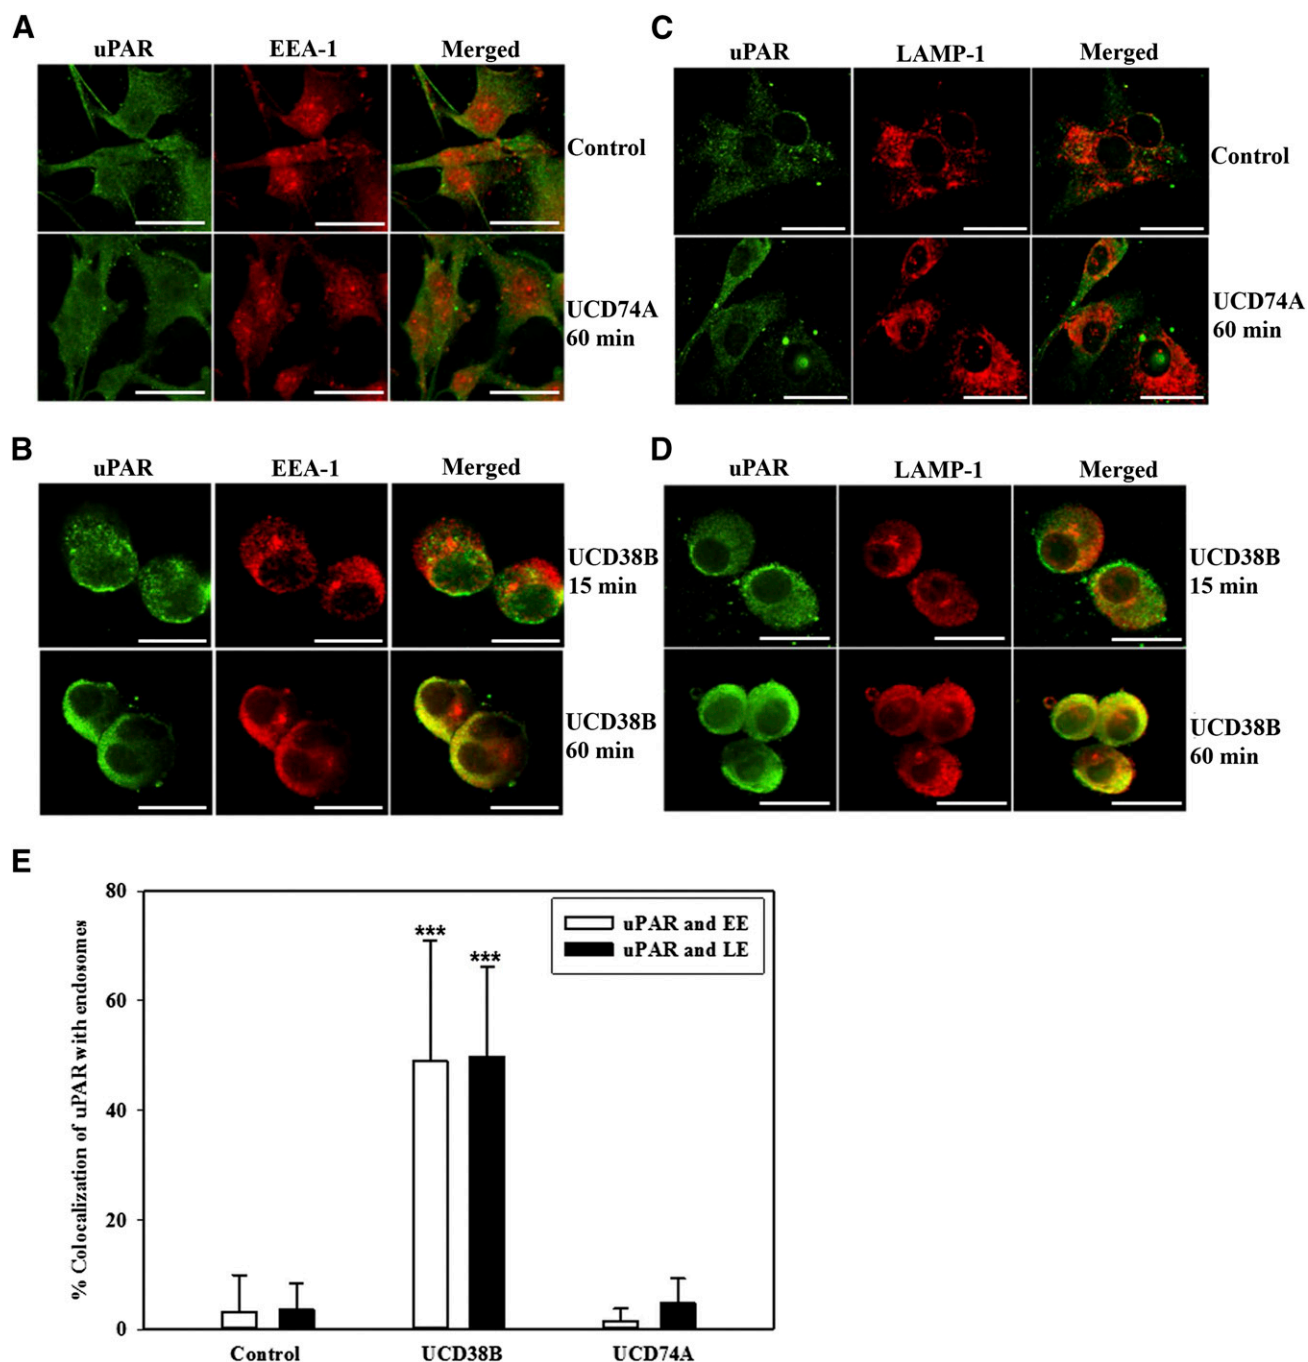 A
uPAR EEA-1 Merged
Control
UCD74A
60 min
B
uPAR EEA-1 Merged
UCD38B
15 min
UCD38B
60 min
C
uPAR LAMP-1 Merged
Control
UCD74A
60 min
D
uPAR LAMP-1 Merged
UCD38B
15 min
UCD38B
60 min
E
% Colocalization of uPAR with endosomes
80
60
40
20
0
***
***
uPAR and EE
uPAR and LE
Control UCD38B UCD74A